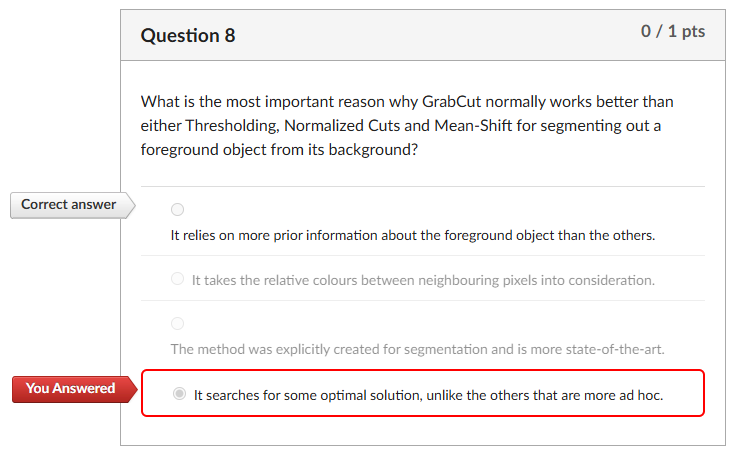 Question 8
0 / 1 pts
What is the most important reason why GrabCut normally works better than
either Thresholding, Normalized Cuts and Mean-Shift for segmenting out a
foreground object from its background?
Correct answer
It relies on more prior information about the foreground object than the others.
It takes the relative colours between neighbouring pixels into consideration.
The method was explicitly created for segmentation and is more state-of-the-art.
You Answered
It searches for some optimal solution, unlike the others that are more ad hoc.